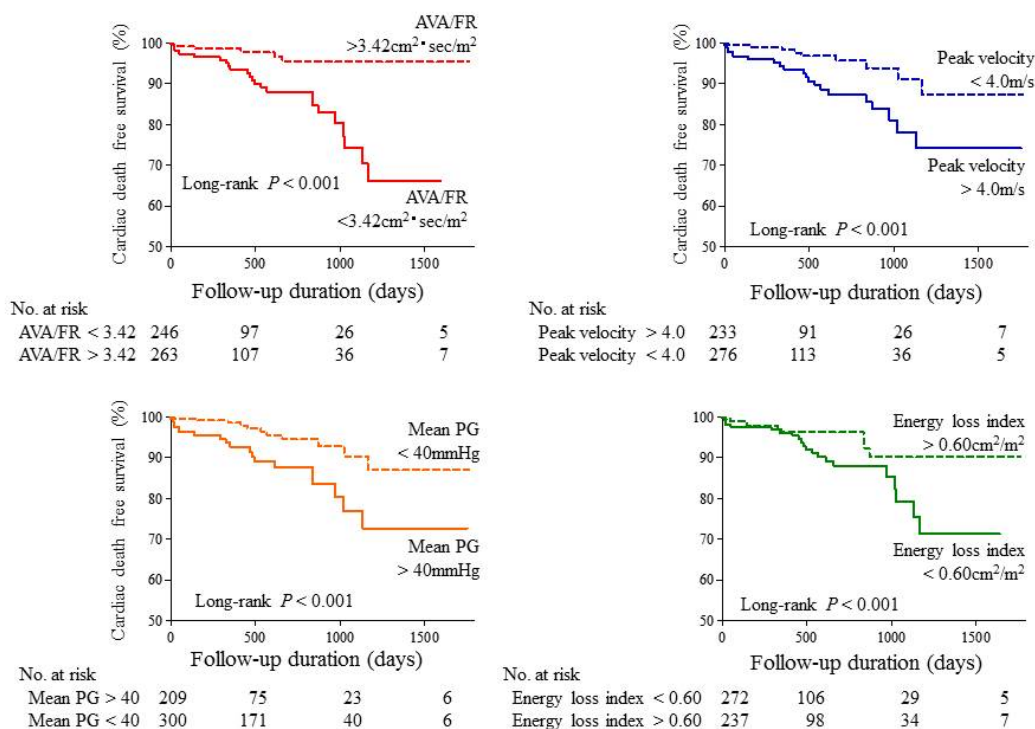 Cardiac death free survival (%)
100
90
80
70
60
50
0
500
1000
1500
AVA/FR
>3.42cm²・sec/m²
Long-rank P < 0.001
AVA/FR
<3.42cm²・sec/m²
Follow-up duration (days)
No. at risk
AVA/FR < 3.42 246 97 26 5
AVA/FR > 3.42 263 107 36 7
Cardiac death free survival (%)
100
90
80
70
60
50
0
500
1000
1500
Peak velocity
< 4.0m/s
Peak velocity
> 4.0m/s
Long-rank P < 0.001
Follow-up duration (days)
No. at risk
Peak velocity > 4.0 233 91 26 7
Peak velocity < 4.0 276 113 36 5
Cardiac death free survival (%)
100
90
80
70
60
50
0
500
1000
1500
Mean PG
< 40mmHg
Mean PG
> 40mmHg
Long-rank P < 0.001
Follow-up duration (days)
No. at risk
Mean PG > 40 209 75 23 6
Mean PG < 40 300 171 40 6
Cardiac death free survival (%)
100
90
80
70
60
50
0
500
1000
1500
Energy loss index
> 0.60cm²/m²
Energy loss index
< 0.60cm²/m²
Long-rank P < 0.001
Follow-up duration (days)
No. at risk
Energy loss index < 0.60 272 106 29 5
Energy loss index > 0.60 237 98 34 7